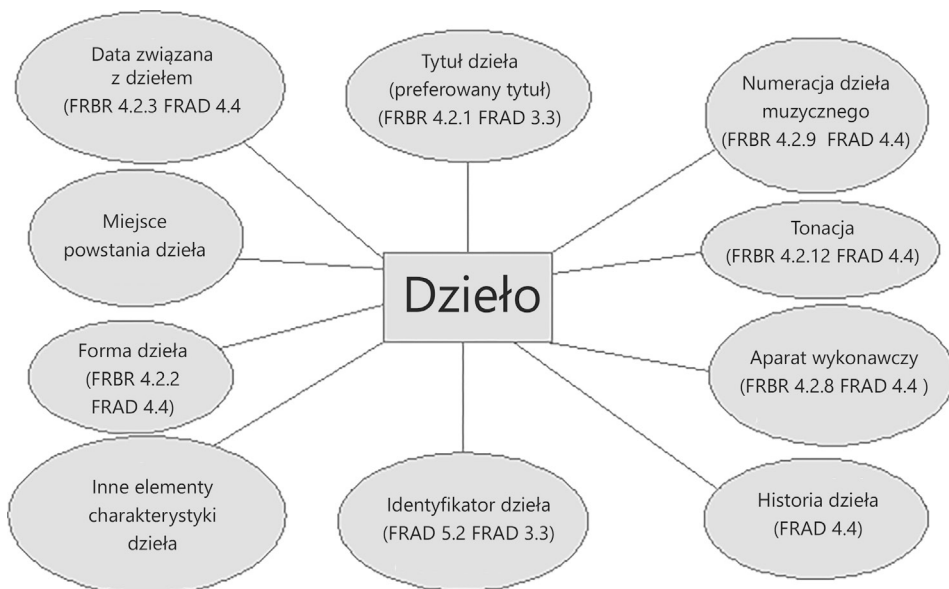 Data związana
z dziełem
(FRBR 4.2.3 FRAD 4.4
Tytuł dzieła
(preferowany tytuł)
(FRBR 4.2.1 FRAD 3.3)
Numeracja dzieła
muzycznego
(FRBR 4.2.9 FRAD 4.4)
Miejsce
powstania dzieła
Tonacja
(FRBR 4.2.12 FRAD 4.4)
Dzieło
Forma dzieła
(FRBR 4.2.2
FRAD 4.4)
Aparat wykonawczy
(FRBR 4.2.8 FRAD 4.4 )
Inne elementy
charakterystyki
dzieła
Identyfikator dzieła
(FRAD 5.2 FRAD 3.3)
Historia dzieła
(FRAD 4.4)